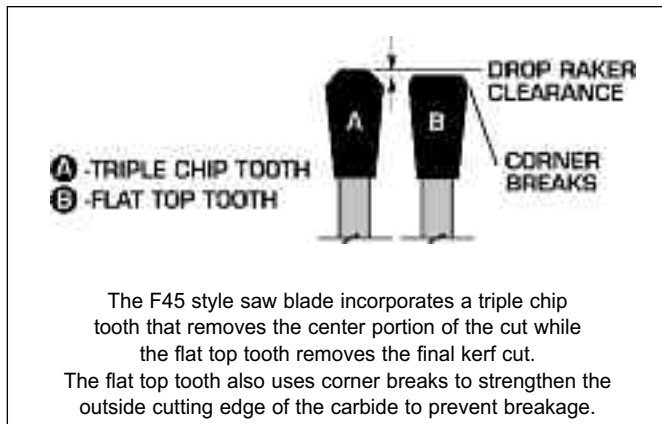 DROP RAKER
CLEARANCE
A B
A -TRIPLE CHIP TOOTH
B -FLAT TOP TOOTH
CORNER
BREAKS
The F45 style saw blade incorporates a triple chip
tooth that removes the center portion of the cut while
the flat top tooth removes the final kerf cut.
The flat top tooth also uses corner breaks to strengthen the
outside cutting edge of the carbide to prevent breakage.